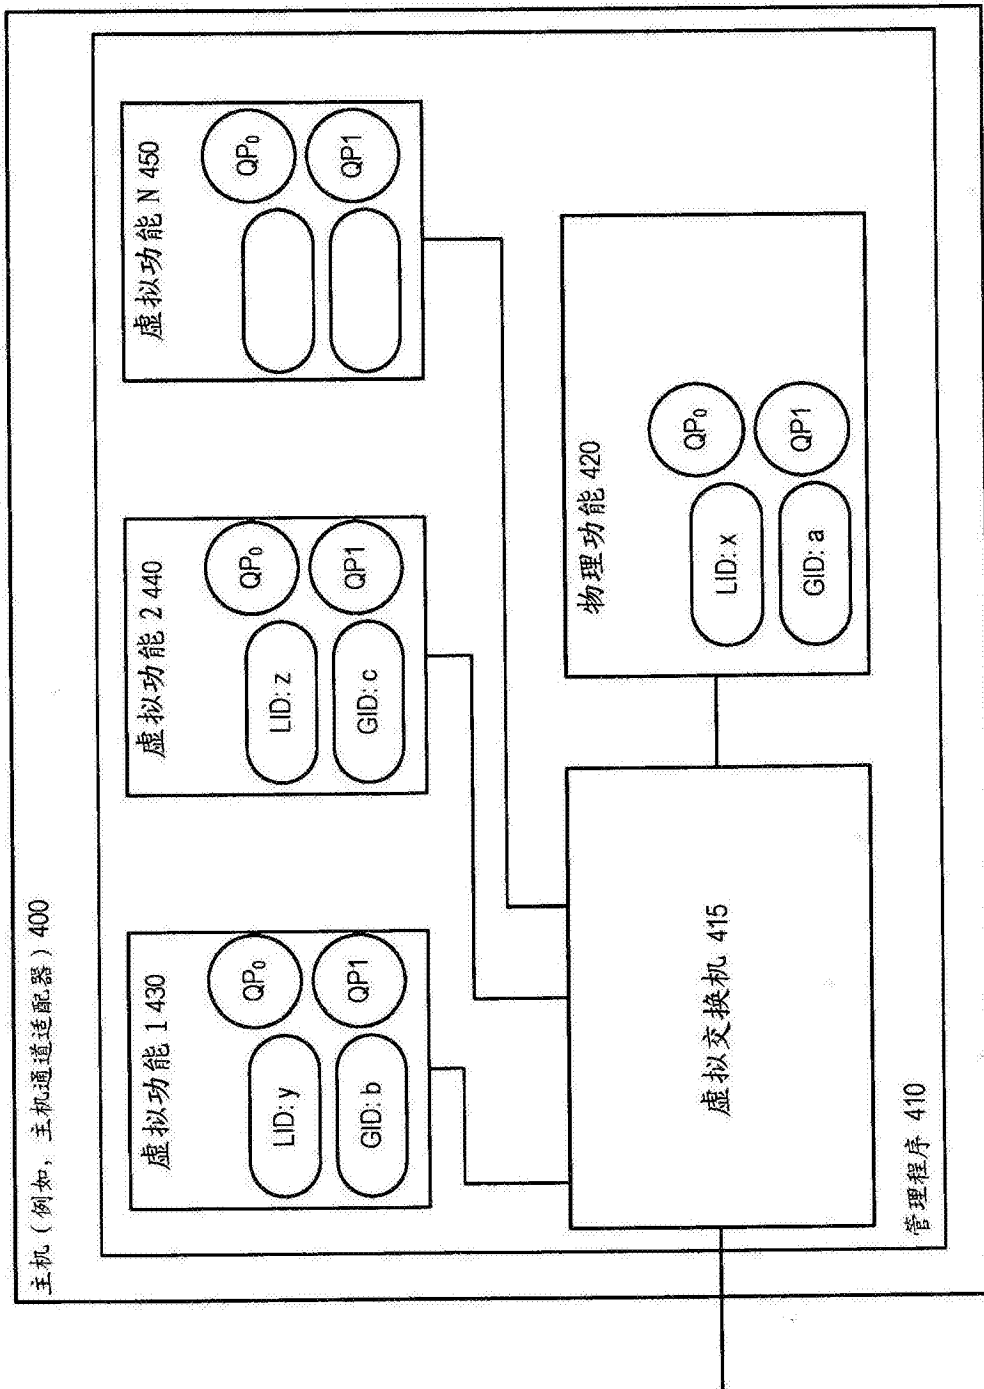 主机（例如，主机通道适配器）400
虚拟功能 1 430
QP₀
LID: y
QP1
GID: b
虚拟功能 2 440
QP₀
LID: z
QP1
GID: c
虚拟功能 N 450
QP₀
QP1
虚拟交换机 415
物理功能 420
QP₀
LID: x
QP1
GID: a
管理程序 410